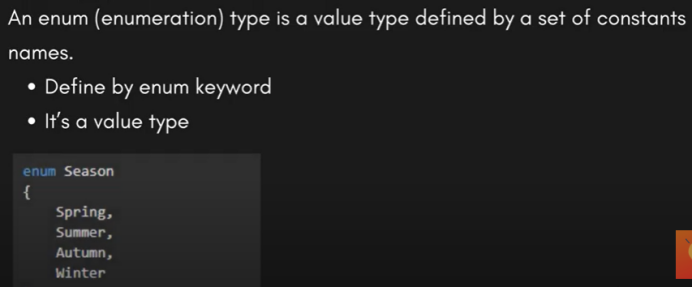 An enum (enumeration) type is a value type defined by a set of constants
names.
• Define by enum keyword
• It's a value type
enum Season
{
Spring,
Summer,
Autumn,
Winter